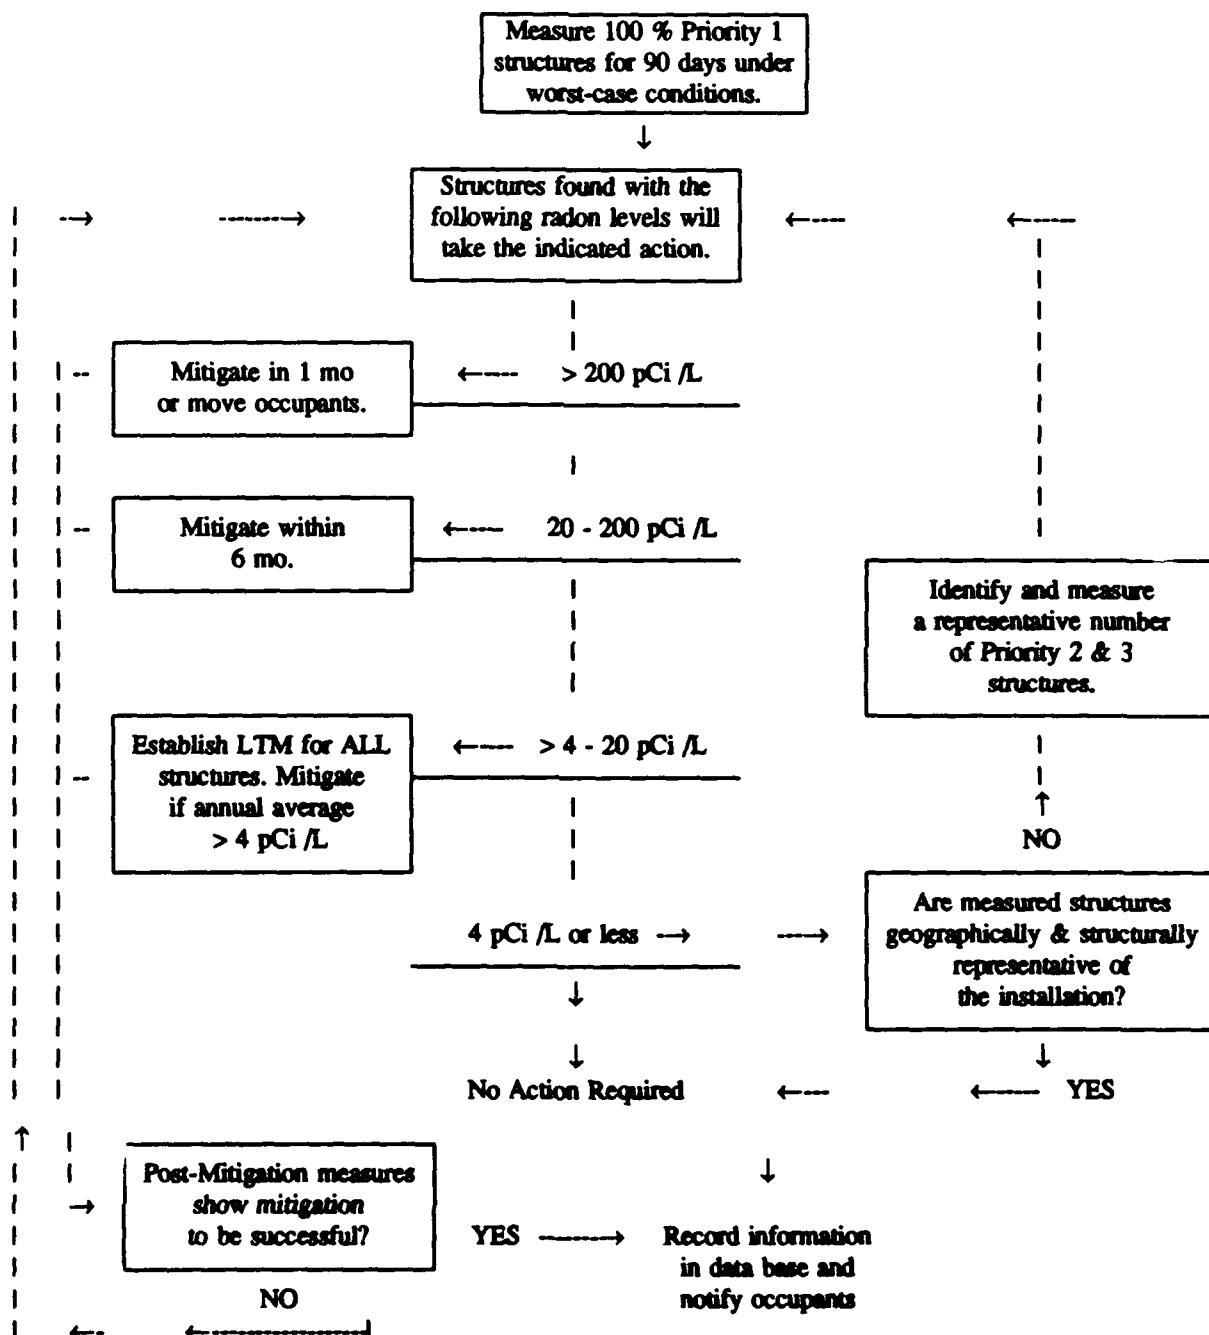 Measure 100 % Priority 1
structures for 90 days under
worst-case conditions.
Structures found with the
following radon levels will
take the indicated action.
Mitigate in 1 mo
or move occupants.
> 200 pCi /L
Mitigate within
6 mo.
20 - 200 pCi /L
Identify and measure
a representative number
of Priority 2 & 3
structures.
Establish LTM for ALL
structures. Mitigate
if annual average
> 4 pCi /L
> 4 - 20 pCi /L
NO
4 pCi /L or less
Are measured structures
geographically & structurally
representative of
the installation?
No Action Required
YES
Post-Mitigation measures
show mitigation
to be successful?
YES
Record information
in data base and
notify occupants
NO